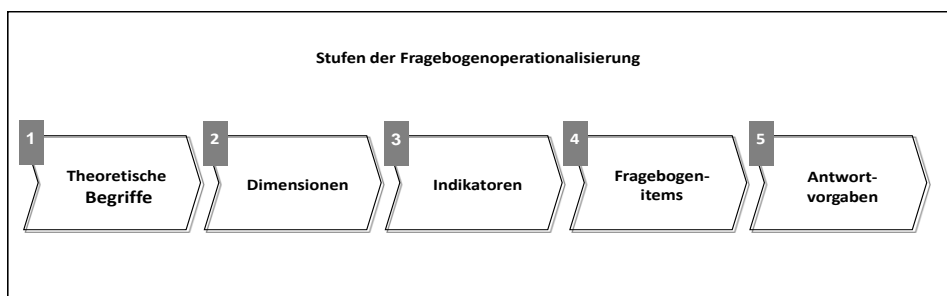 Stufen der Fragebogenoperationalisierung
1
Theoretische
Begriffe
2
Dimensionen
3
Indikatoren
4
Fragebogen-
items
5
Antwort-
vorgaben